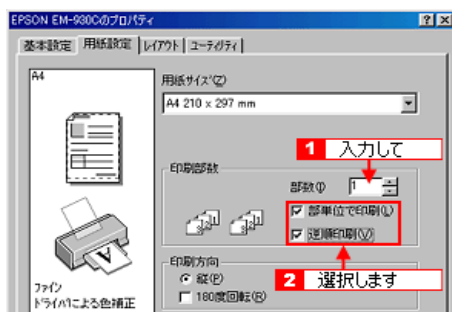 EPSON EM-930Cのプロパティ
基本設定 用紙設定 レイアウト ユーティリティ
A4
用紙サイズ(Z)
A4 210 x 297 mm
1 入力して
印刷部数
部数(I) 1
部単位で印刷(L)
逆順印刷(V)
印刷方向
縦(P)
2 選択します
180度回転(R)
ファイン
ドライバによる色補正